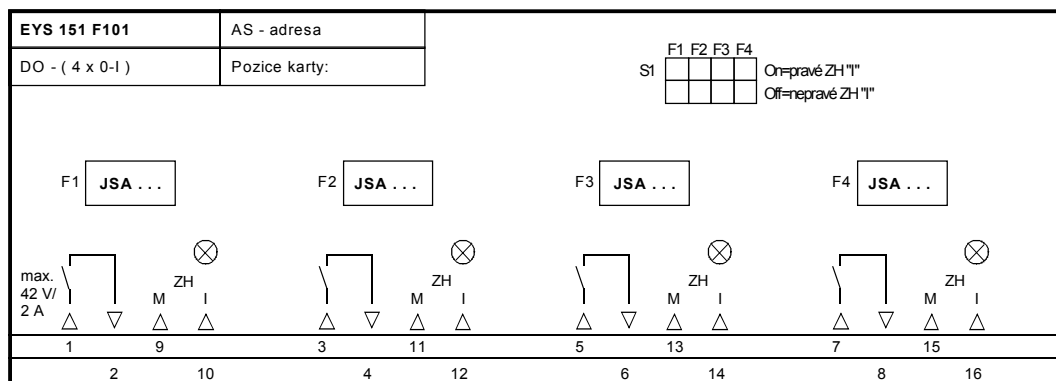 EYS 151 F101 AS - adresa
DO - ( 4 x 0-I ) Pozice karty:
F1 F2 F3 F4
S1 On=pravé ZH "I"
Off=nepravé ZH "I"
F1 JSA . . . F2 JSA . . . F3 JSA . . . F4 JSA . . .
max.
42 V/
2 A
ZH ZH ZH ZH
M I M I M I M I
1 9 3 11 5 13 7 15
2 10 4 12 6 14 8 16